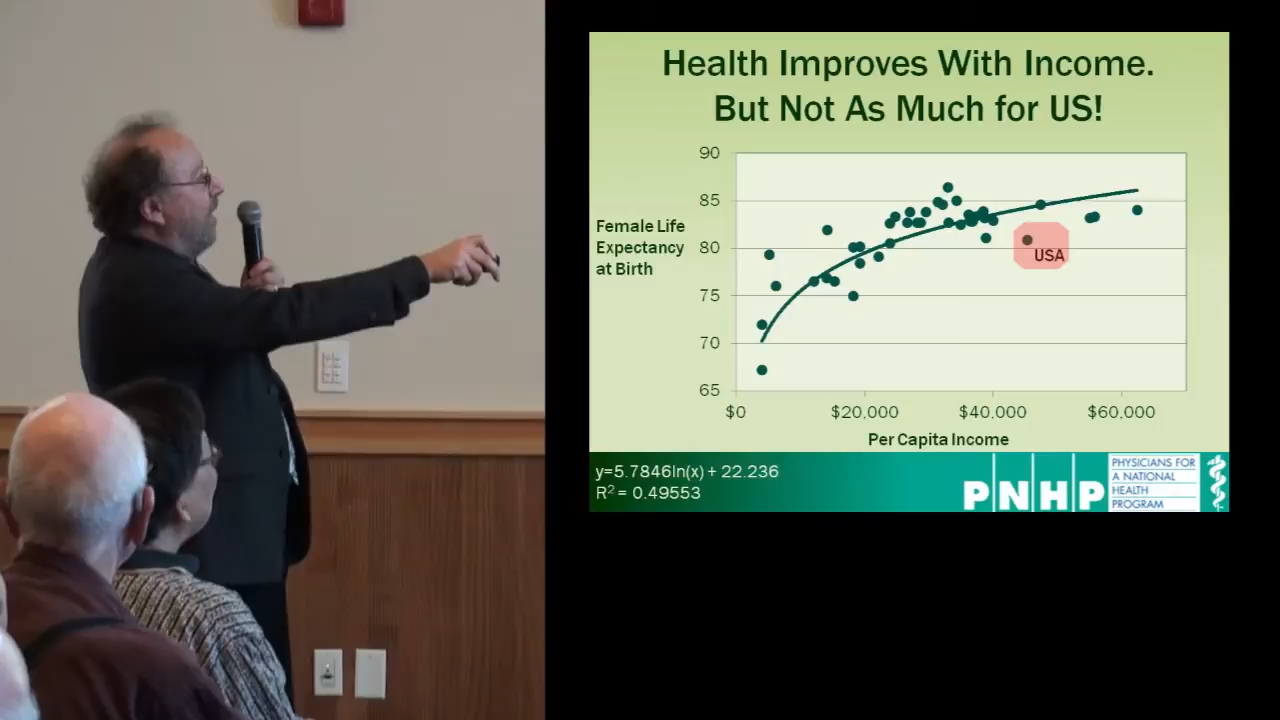 Health Improves With Income.
But Not As Much for US!
90
85
80
75
70
65
Female Life
Expectancy
at Birth
USA
$0
$20,000
$40,000
$60,000
Per Capita Income
y=5.7846ln(x) + 22.236
R² = 0.49553
PNHP
PHYSICIANS FOR
A NATIONAL
HEALTH
PROGRAM